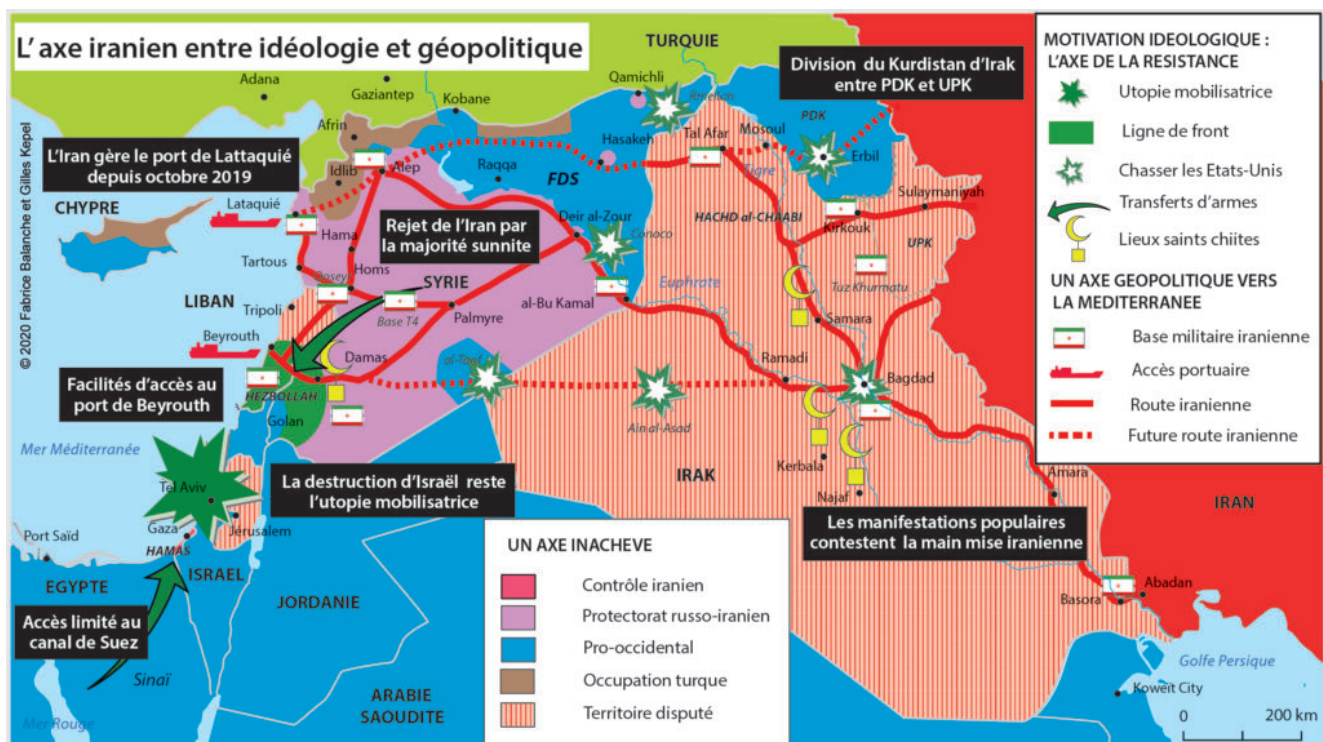 L'axe iranien entre idéologie et géopolitique
© 2020 Fabrice Balanche et Gilles Kepel
TURQUIE
Adana
Gaziantep
Kobane
Qamichli
Rmeilan
Afrin
Division du Kurdistan d'Irak
entre PDK et UPK
PDK
L'Iran gère le port de Lattaquié
depuis octobre 2019
Idlib
Alep
Raqqa
FDS
Hasakeh
Tal Afar
Mosoul
Erbil
Tigre
CHYPRE
Lataquié
Hama
Rejet de l'Iran par
la majorité sunnite
Deir al-Zour
Conoco
HACHD al-CHAABI
Sulaymaniyah
Kirkouk
UPK
Tartous
Homs
SYRIE
Qoseyr
LIBAN
Tripoli
Base T4
Palmyre
al-Bu Kamal
Euphrate
Tuz Khurmatu
Samara
Beyrouth
Damas
al-Tanf
Ramadi
Bagdad
Facilités d'accès au
port de Beyrouth
HEZBOLLAH
Golan
Ain al-Asad
Mer Méditerranée
Kerbala
IRAK
Najaf
Amara
IRAN
Tel Aviv
La destruction d'Israël reste
l'utopie mobilisatrice
Les manifestations populaires
contestent la main mise iranienne
Jérusalem
Gaza
HAMAS
Port Saïd
EGYPTE
ISRAEL
JORDANIE
Accès limité au
canal de Suez
Sinaï
Mer Rouge
ARABIE
SAOUDITE
Abadan
Basora
Golfe Persique
Koweït City
0 200 km
MOTIVATION IDEOLOGIQUE :
L'AXE DE LA RESISTANCE
Utopie mobilisatrice
Ligne de front
Chasser les Etats-Unis
Transferts d'armes
Lieux saints chiites
UN AXE GEOPOLITIQUE VERS
LA MEDITERRANEE
Base militaire iranienne
Accès portuaire
Route iranienne
Future route iranienne
UN AXE INACHEVE
Contrôle iranien
Protectorat russo-iranien
Pro-occidental
Occupation turque
Territoire disputé